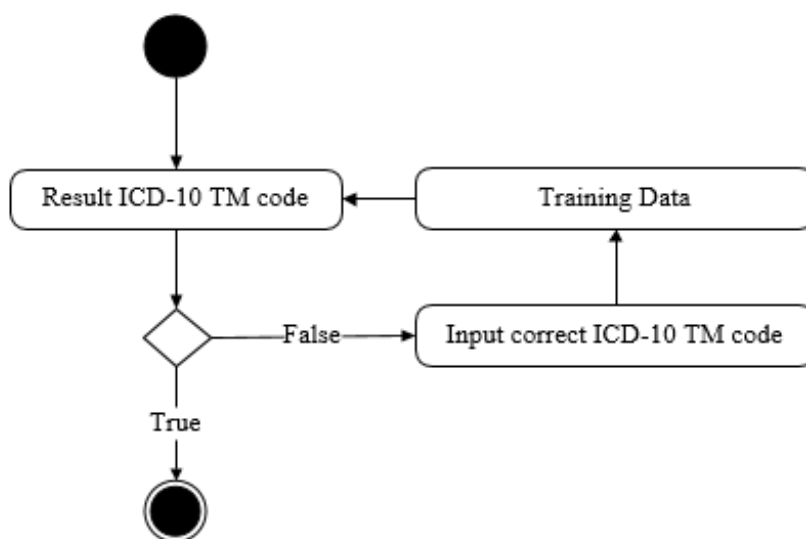 Result ICD-10 TM code
Training Data
False
Input correct ICD-10 TM code
True